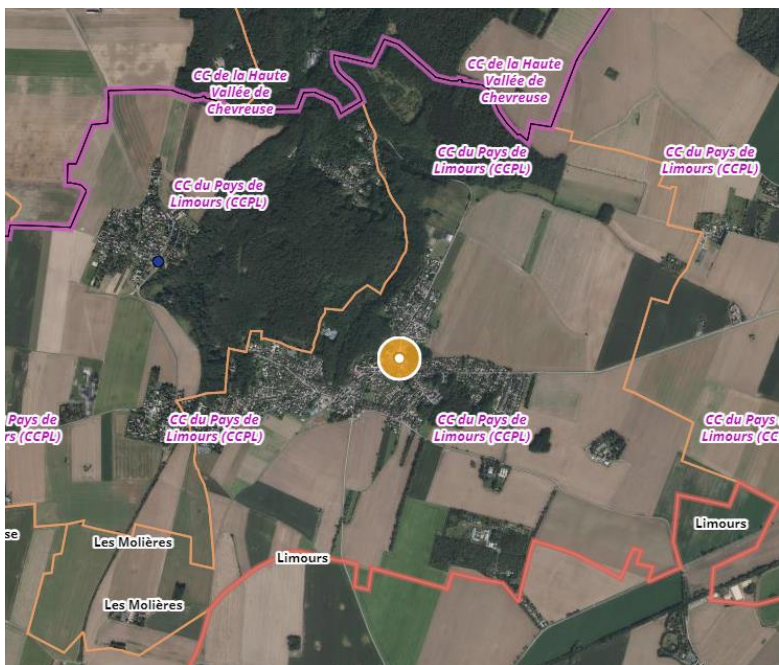 CC de la Haute
Vallée de
Chevreuse
CC de la Haute
Vallée de
Chevreuse
CC du Pays de
Limours (CCPL)
CC du Pays de
Limours (CCPL)
CC du Pays de
Limours (CCPL)
Pays de
rs (CCPL)
CC du Pays de
Limours (CCPL)
CC du Pays de
Limours (CCPL)
CC du Pays d
Limours (CC
se
Les Molières
Limours
Limours
Les Molières